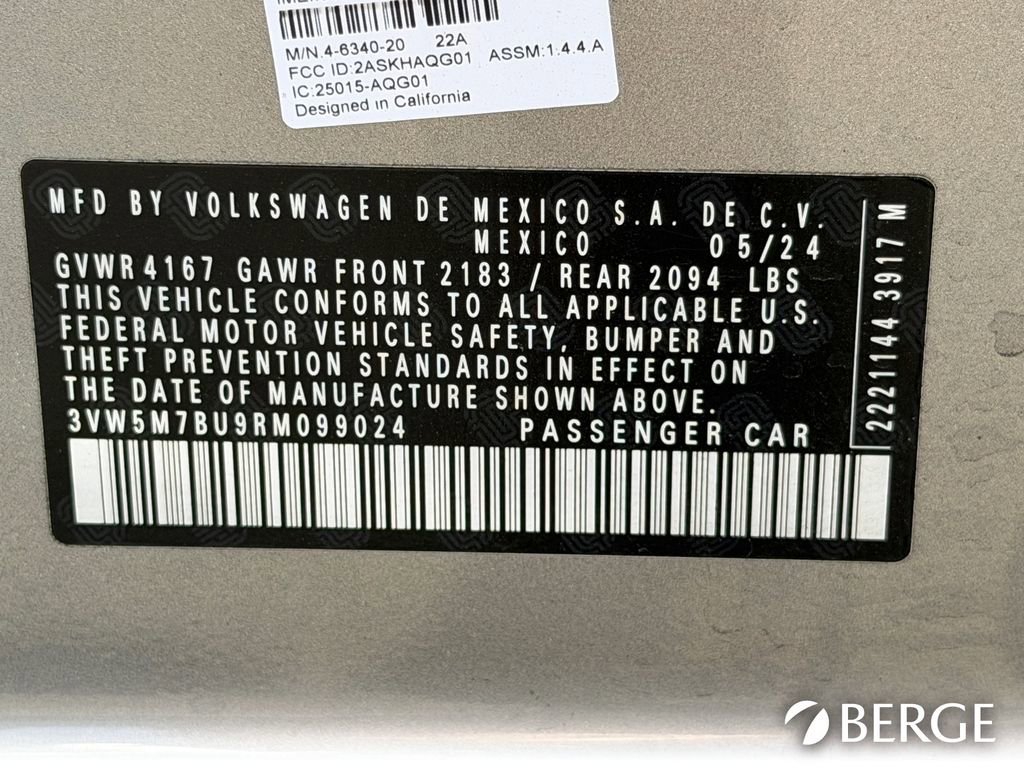 M/N.4-6340-20 22A
FCC ID:2ASKHAQG01 ASSM:1.4.4.A
IC:25015-AQG01
Designed in California
MFD BY VOLKSWAGEN DE MEXICO S.A. DE C.V.
MEXICO 05/24
GVWR 4167 GAWR FRONT 2183 / REAR 2094 LBS
THIS VEHICLE CONFORMS TO ALL APPLICABLE U.S.
FEDERAL MOTOR VEHICLE SAFETY, BUMPER AND
THEFT PREVENTION STANDARDS IN EFFECT ON
THE DATE OF MANUFACTURE SHOWN ABOVE.
3VW5M7BU9RM099024 PASSENGER CAR
2221144 3917 M
BERGE